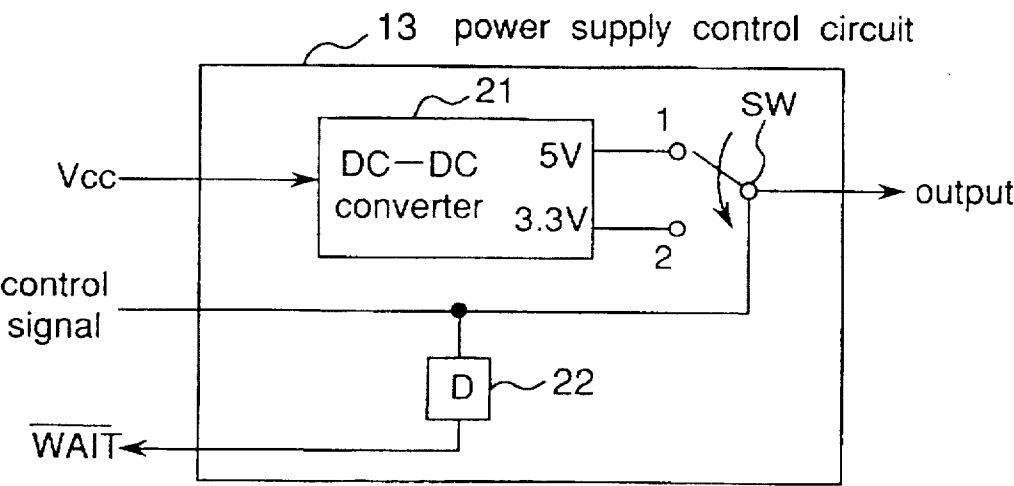 13 power supply control circuit
21
SW
1
DC–DC
converter
5V
3.3V
2
Vcc
output
control
signal
D
22
W̅A̅I̅T̅